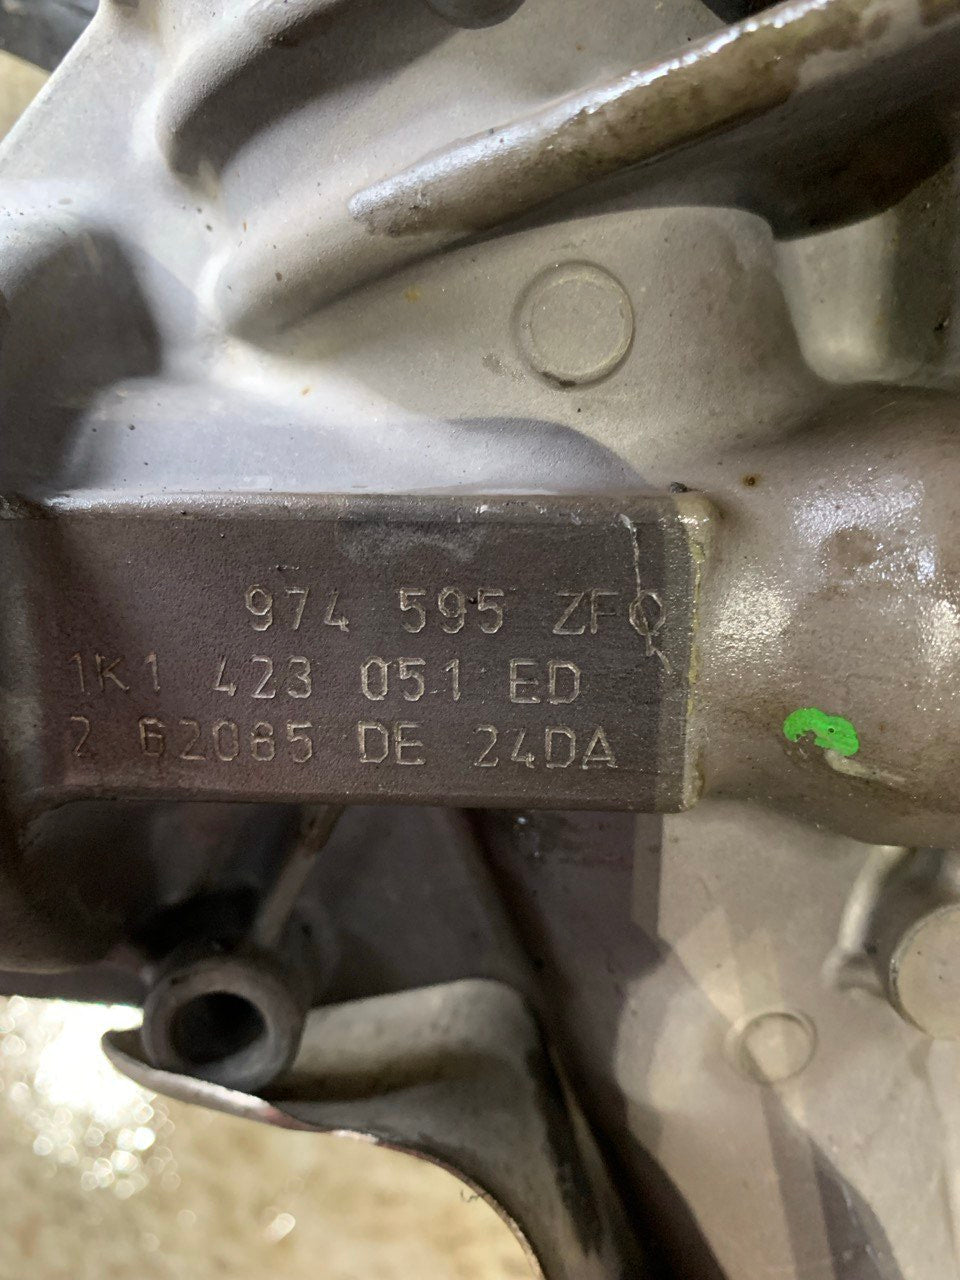 974 595 ZFQ
1K1 423 051 ED
2 62085 DE 24DA